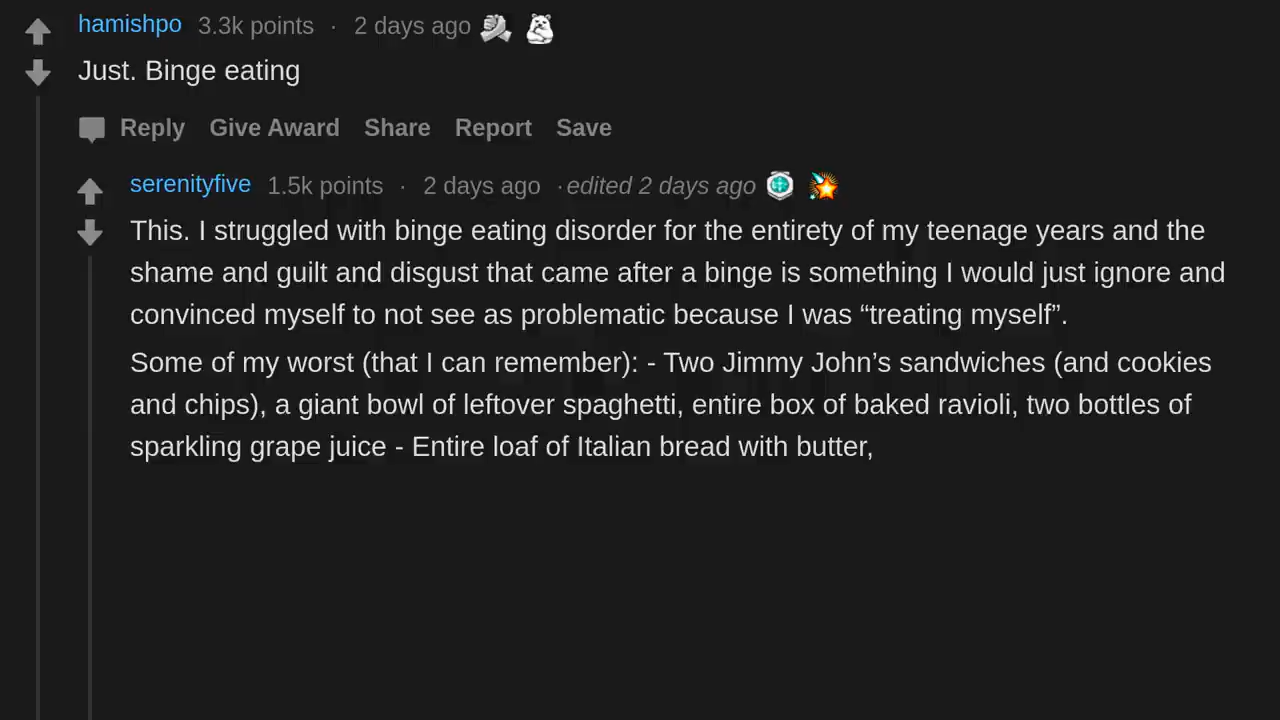 hamishpo 3.3k points · 2 days ago
Just. Binge eating
Reply Give Award Share Report Save
serenityfive 1.5k points · 2 days ago · edited 2 days ago
This. I struggled with binge eating disorder for the entirety of my teenage years and the
shame and guilt and disgust that came after a binge is something I would just ignore and
convinced myself to not see as problematic because I was “treating myself”.
Some of my worst (that I can remember): - Two Jimmy John’s sandwiches (and cookies
and chips), a giant bowl of leftover spaghetti, entire box of baked ravioli, two bottles of
sparkling grape juice - Entire loaf of Italian bread with butter,